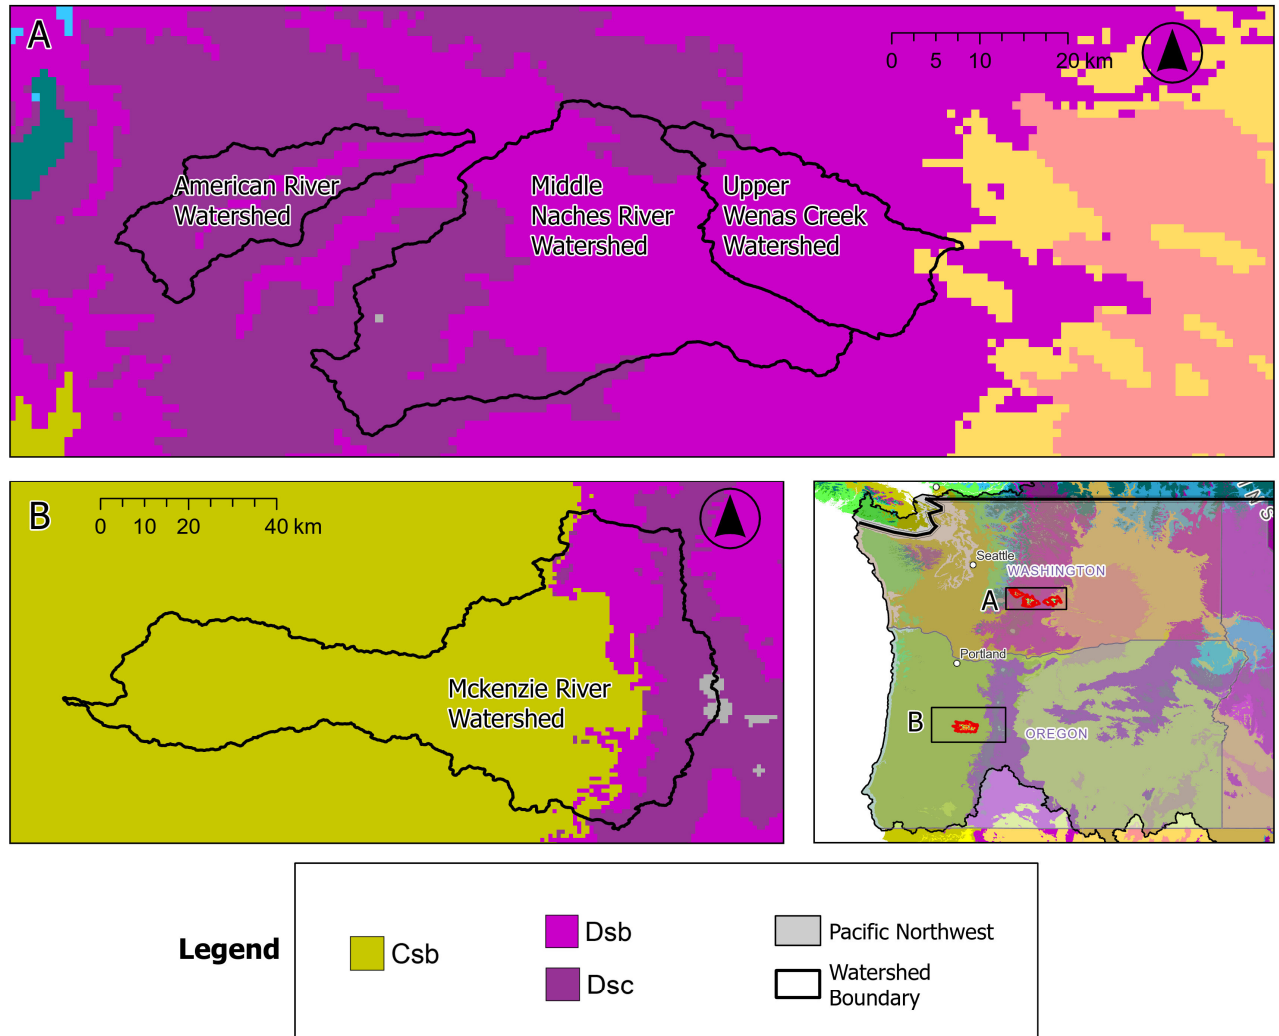 A
0 5 10 20 km
American River
Watershed
Middle
Naches River
Watershed
Upper
Wenas Creek
Watershed
B
0 10 20 40 km
Mckenzie River
Watershed
Seattle
WASHINGTON
A
Portland
B
OREGON
I N S
Legend
Csb
Dsb
Dsc
Pacific Northwest
Watershed
Boundary